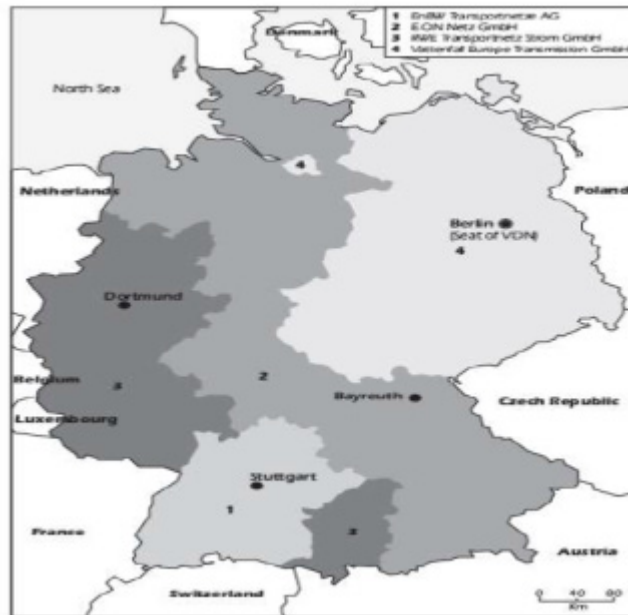 1 EnBW Transportnetze AG
2 E.ON Netz GmbH
3 RWE Transportnetz Strom GmbH
4 Vattenfall Europe Transmission GmbH
Denmark
North Sea
4
Netherlands
Poland
Berlin
(Seat of VDN)
4
Dortmund
2
Belgium
3
Bayreuth
Czech Republic
Luxembourg
Stuttgart
1
France
3
Austria
Switzerland
0 40 80
Km